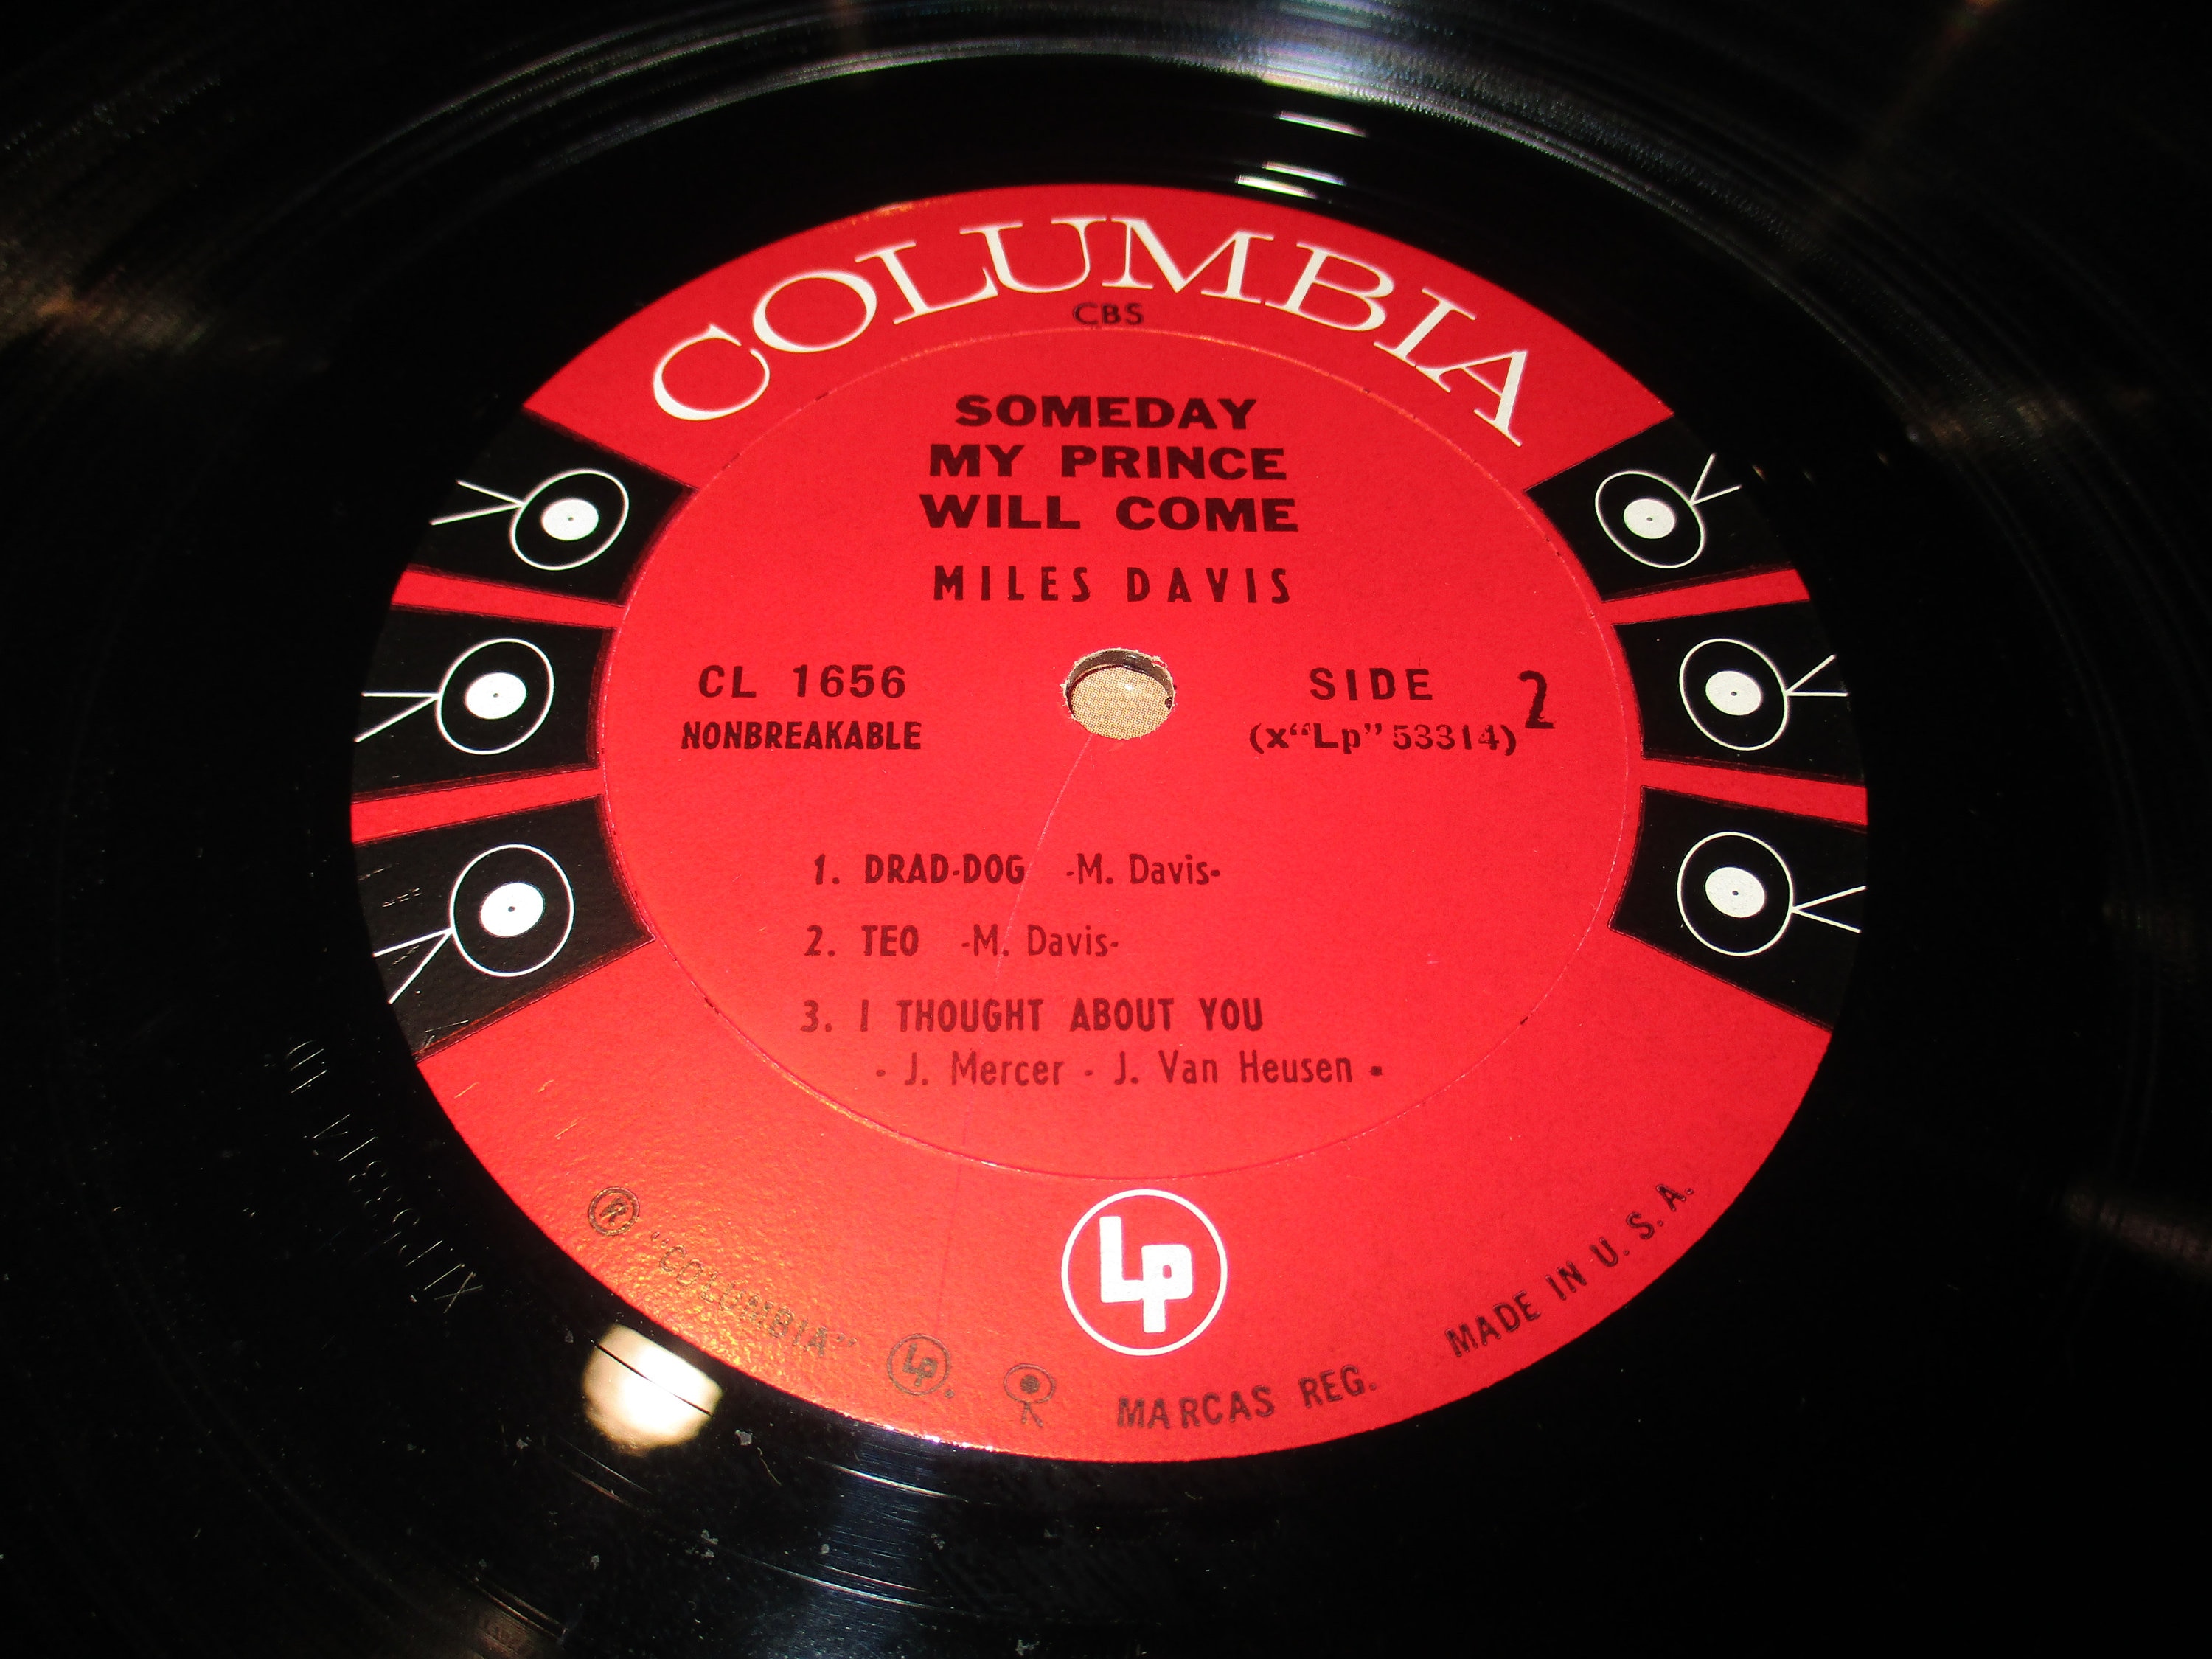 COLUMBIA
CBS
SOMEDAY
MY PRINCE
WILL COME
MILES DAVIS
CL 1656
NONBREAKABLE
SIDE 2
(x“Lp” 53314)
1. DRAD-DOG -M. Davis-
2. TEO -M. Davis-
3. I THOUGHT ABOUT YOU
- J. Mercer - J. Van Heusen -
Lp
® "COLUMBIA" Lp. MARCAS REG. MADE IN U. S. A.